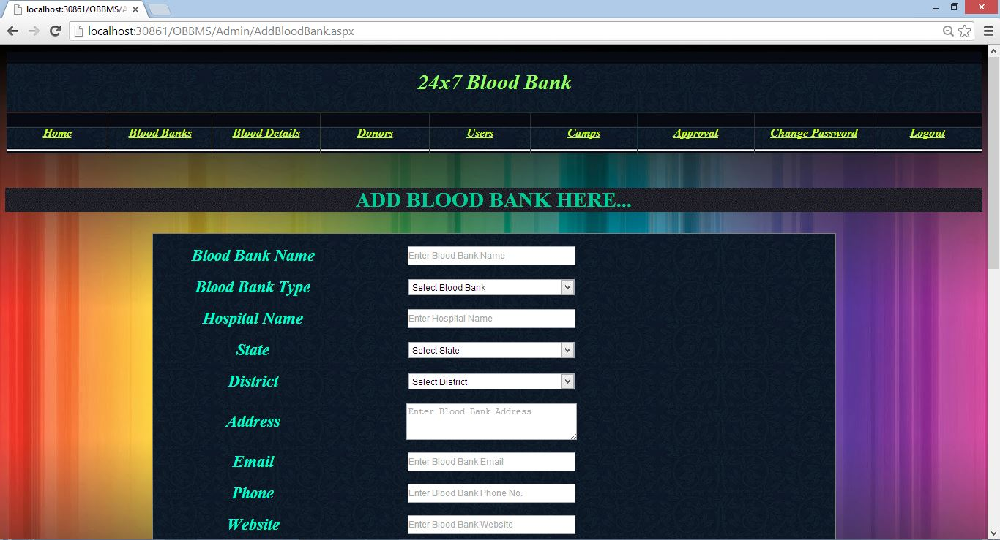 localhost:30861/OBBMS/A
localhost:30861/OBBMS/Admin/AddBloodBank.aspx
24x7 Blood Bank
Home Blood Banks Blood Details Donors Users Camps Approval Change Password Logout
ADD BLOOD BANK HERE...
Blood Bank Name Enter Blood Bank Name
Blood Bank Type Select Blood Bank
Hospital Name Enter Hospital Name
State Select State
District Select District
Address Enter Blood Bank Address
Email Enter Blood Bank Email
Phone Enter Blood Bank Phone No.
Website Enter Blood Bank Website